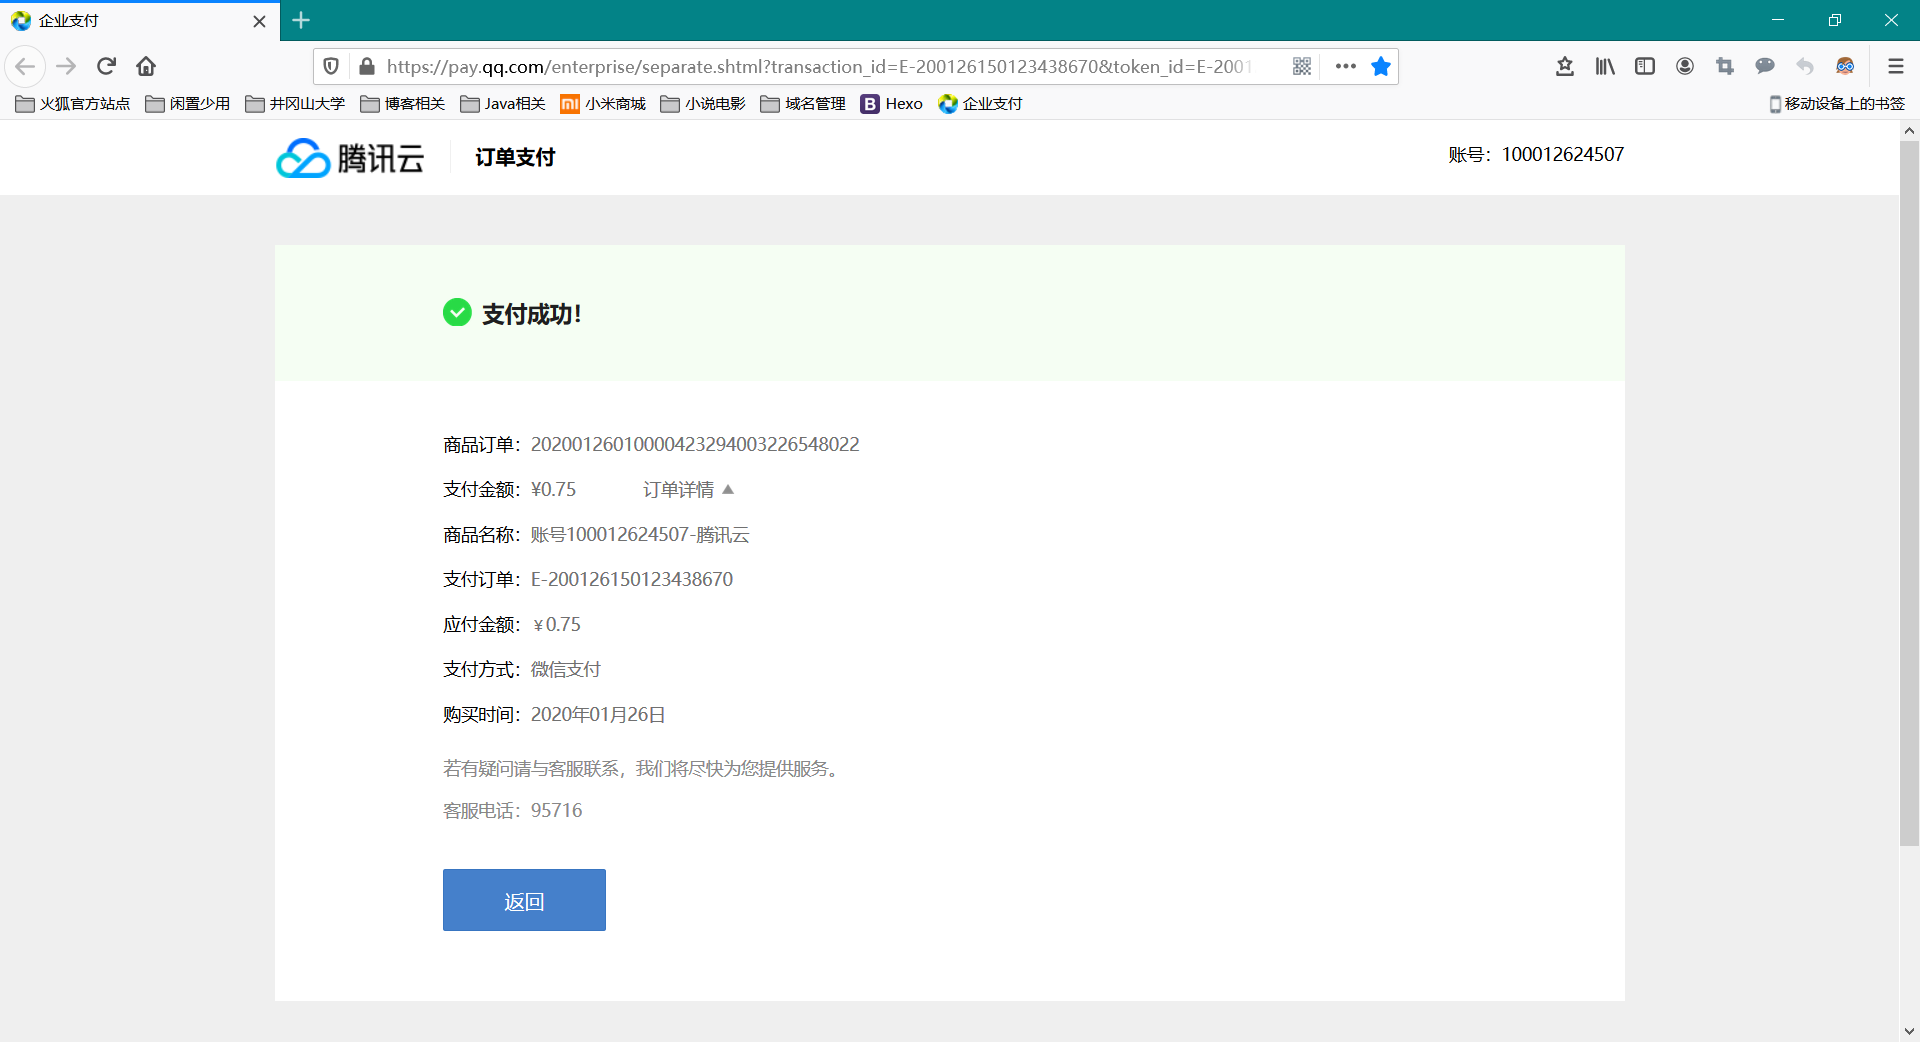 企业支付
https://pay.qq.com/enterprise/separate.shtml?transaction_id=E-200126150123438670&token_id=E-2001
火狐官方站点 闲置少用 井冈山大学 博客相关 Java相关 小米商城 小说电影 域名管理 Hexo 企业支付 移动设备上的书签
腾讯云 订单支付 账号：100012624507
支付成功！
商品订单：20200126010000423294003226548022
支付金额：¥0.75 订单详情
商品名称：账号100012624507-腾讯云
支付订单：E-200126150123438670
应付金额：￥0.75
支付方式：微信支付
购买时间：2020年01月26日
若有疑问请与客服联系，我们将尽快为您提供服务。
客服电话：95716
返回